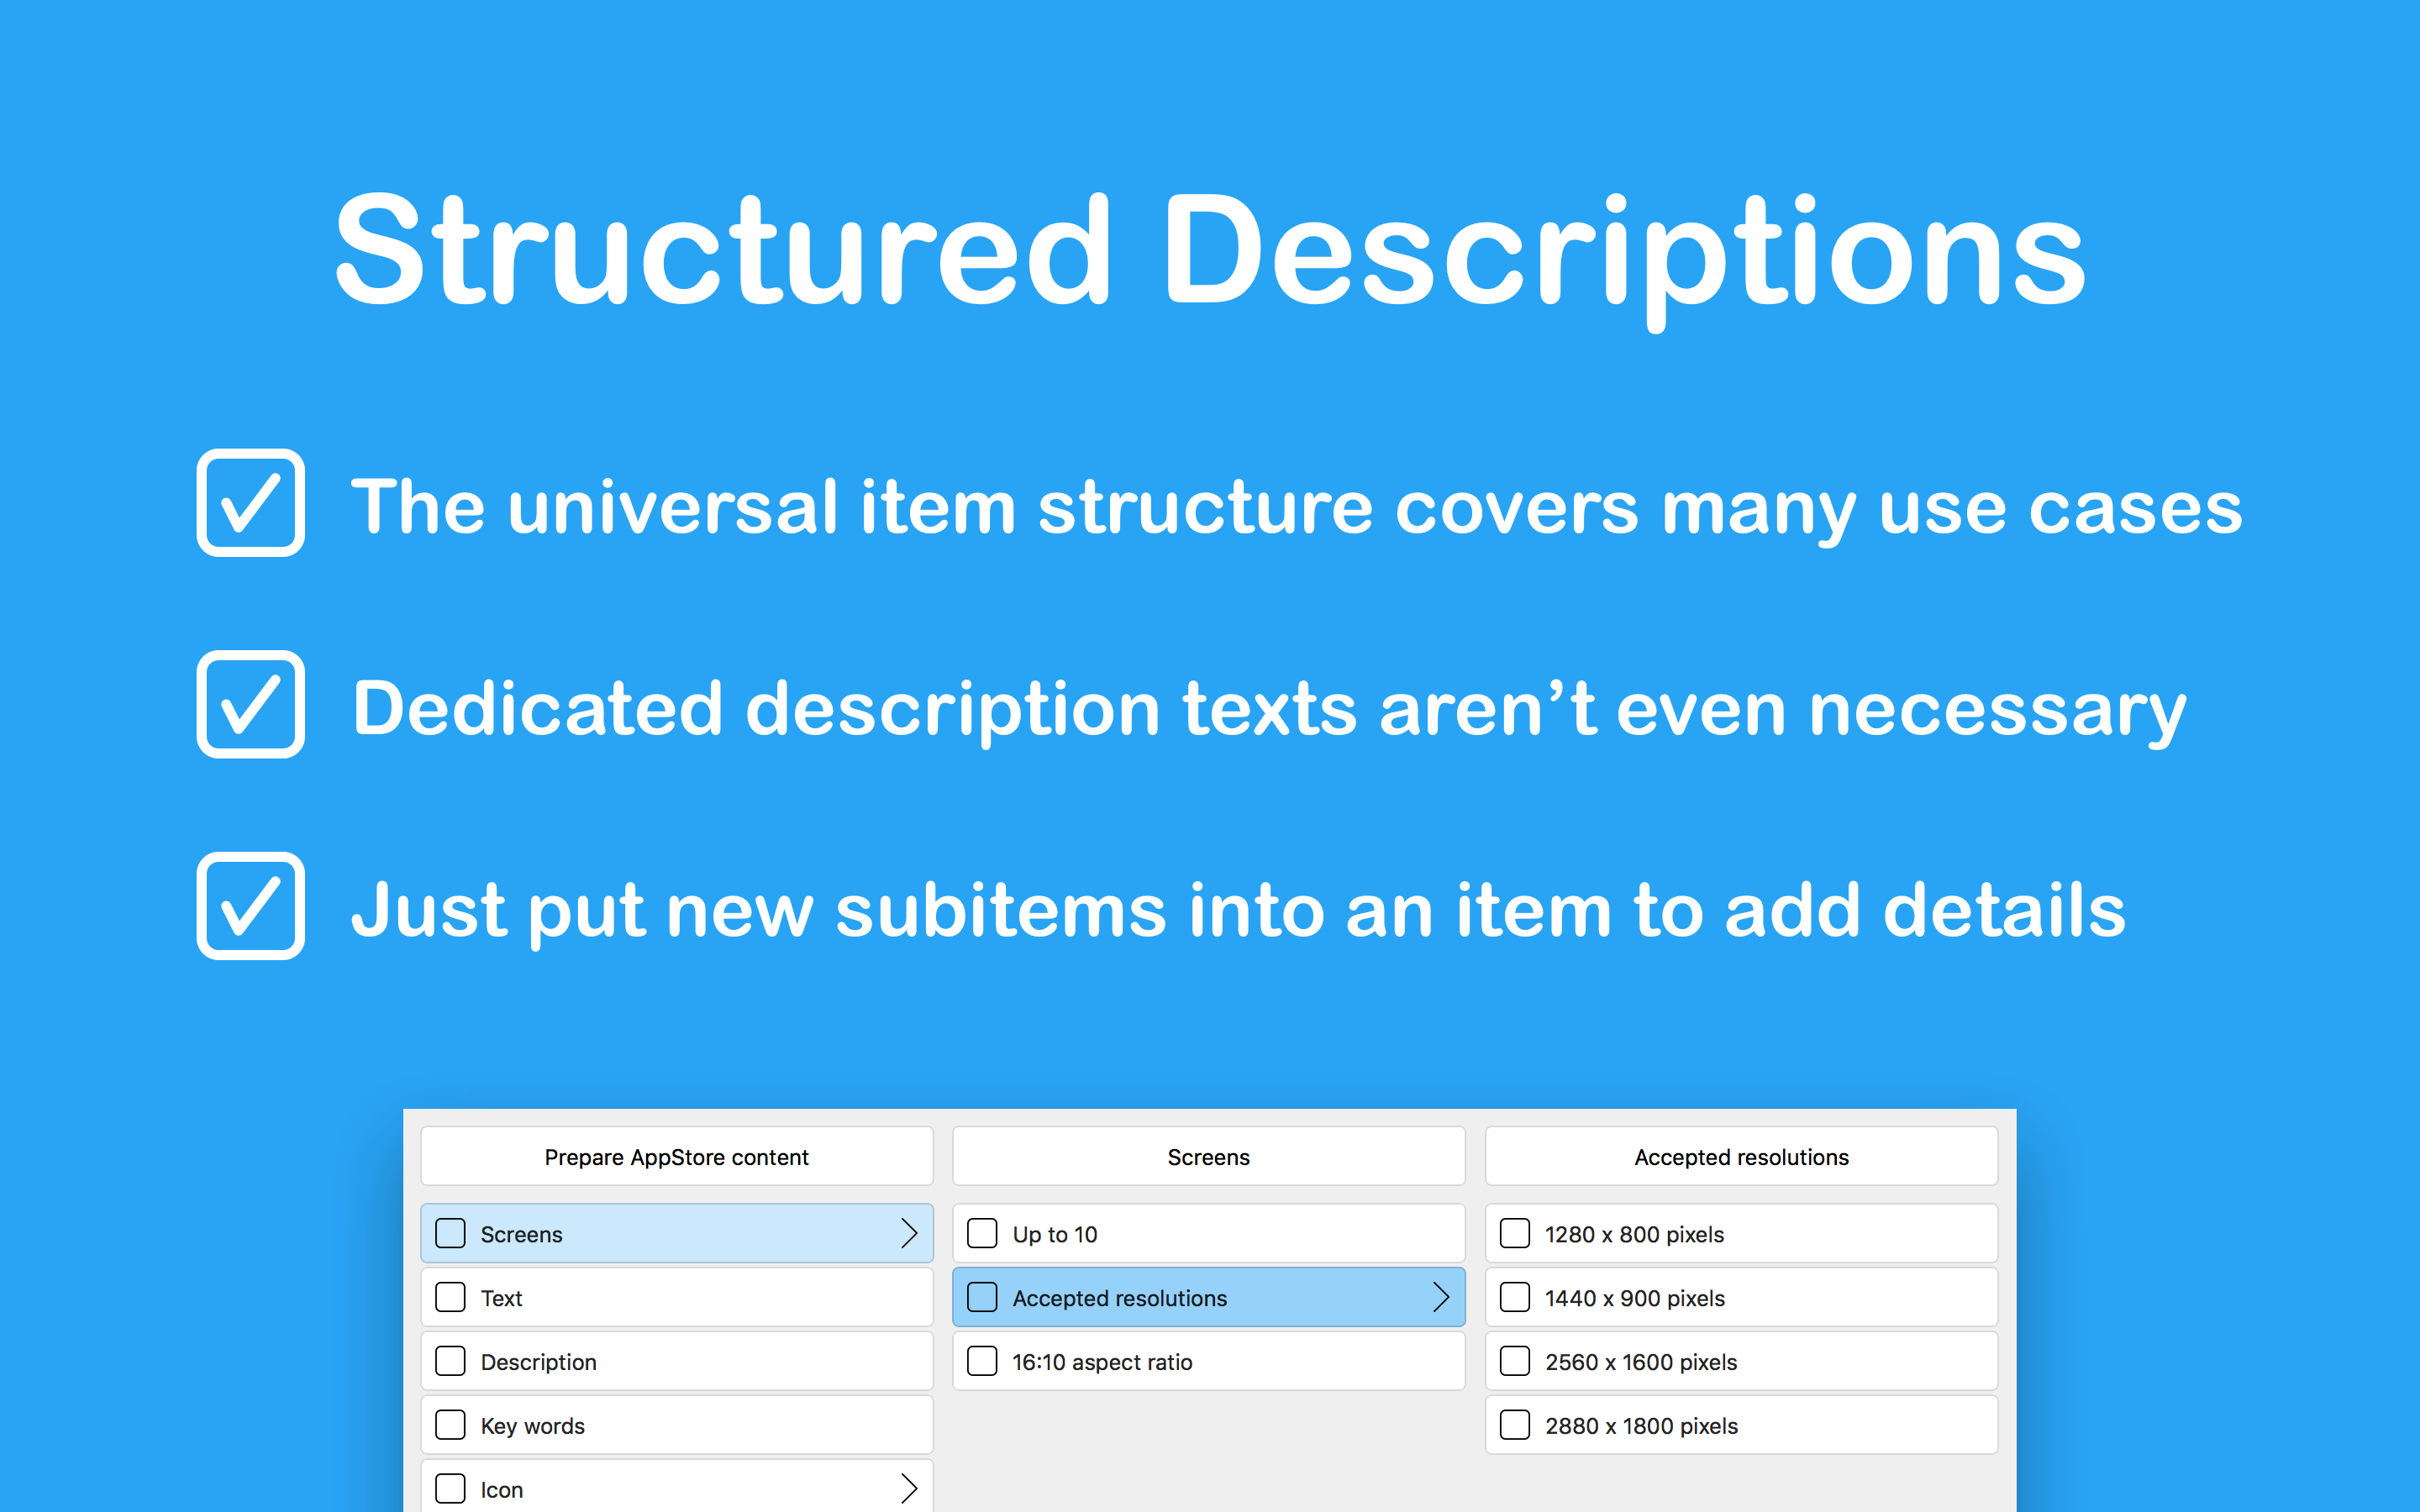 Structured Descriptions
The universal item structure covers many use cases
Dedicated description texts aren’t even necessary
Just put new subitems into an item to add details
Prepare AppStore content
Screens
Text
Description
Key words
Icon
Screens
Up to 10
Accepted resolutions
16:10 aspect ratio
Accepted resolutions
1280 x 800 pixels
1440 x 900 pixels
2560 x 1600 pixels
2880 x 1800 pixels